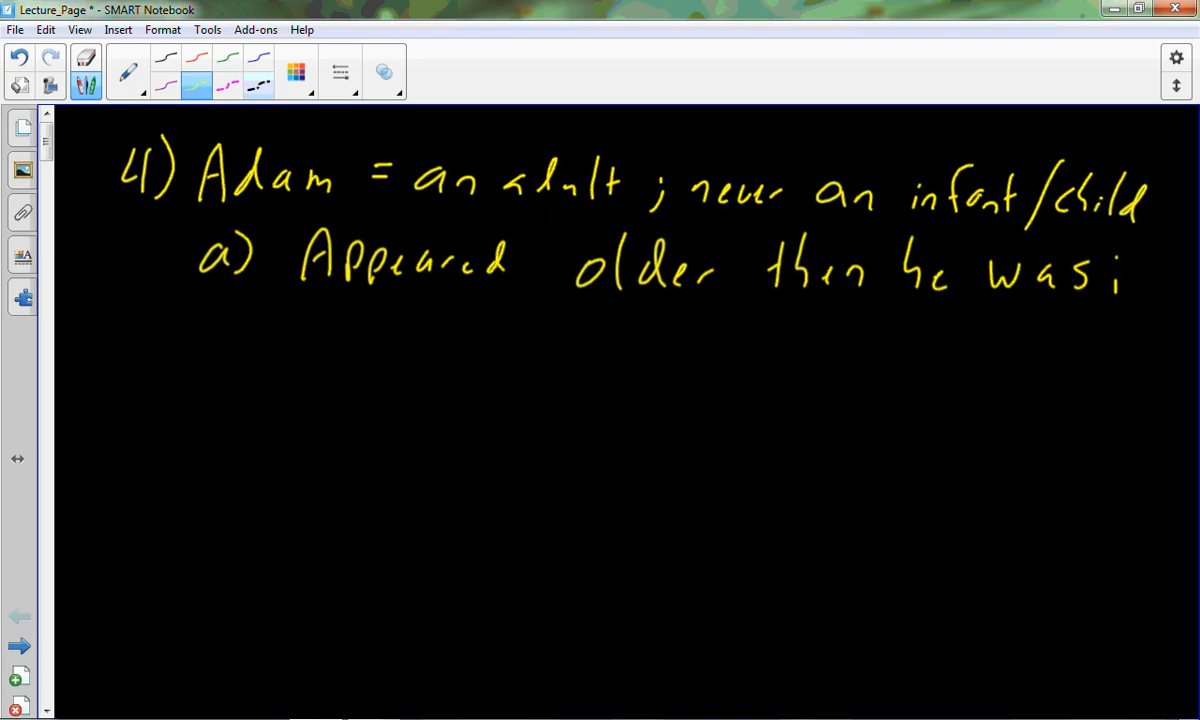 Lecture_Page * - SMART Notebook
File Edit View Insert Format Tools Add-ons Help
4) Adam = an adult ; never an infant/child
a) Appeared older then he was ;